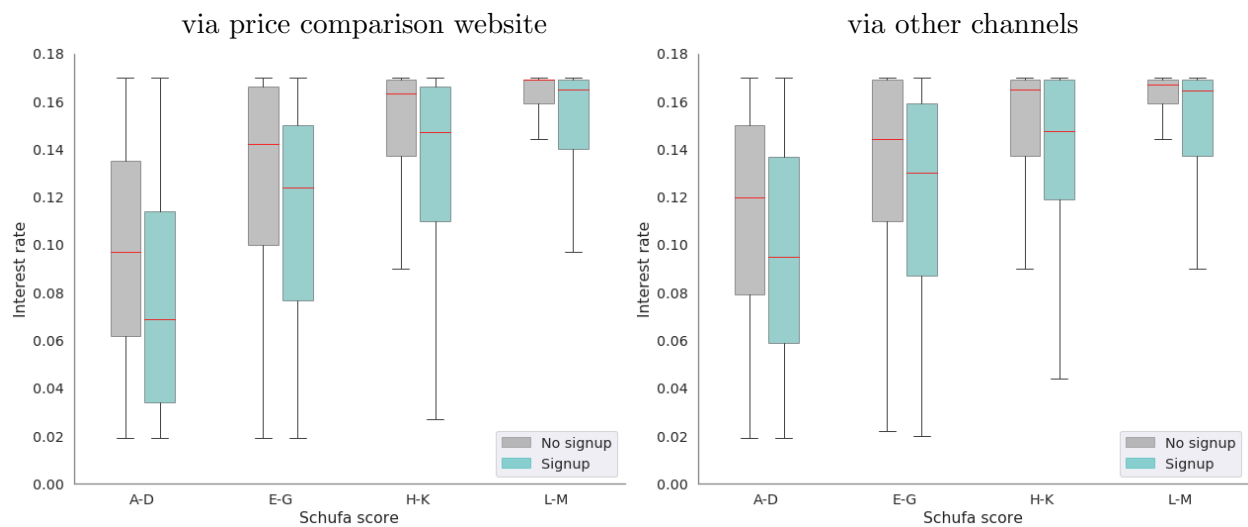 via price comparison website
0.18
0.16
0.14
0.12
0.10
0.08
0.06
0.04
0.02
0.00
Interest rate
A-D
E-G
H-K
L-M
Schufa score
No signup
Signup
via other channels
0.18
0.16
0.14
0.12
0.10
0.08
0.06
0.04
0.02
0.00
Interest rate
A-D
E-G
H-K
L-M
Schufa score
No signup
Signup